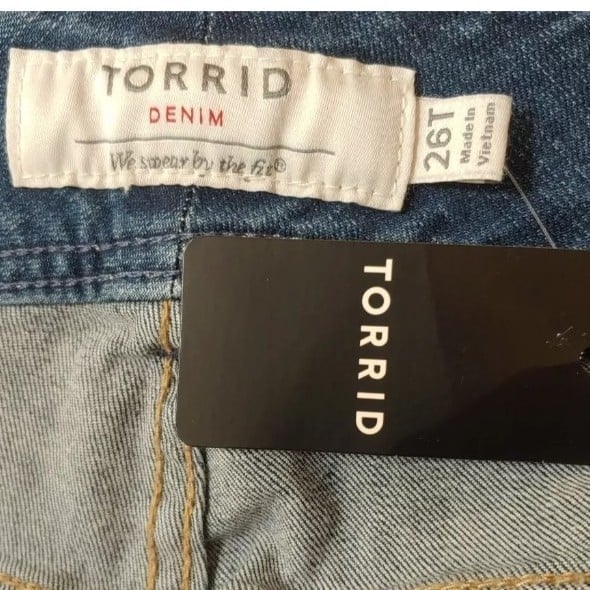 TORRID
DENIM
We swear by the fit®
26T
Made In
Vietnam
TORRID